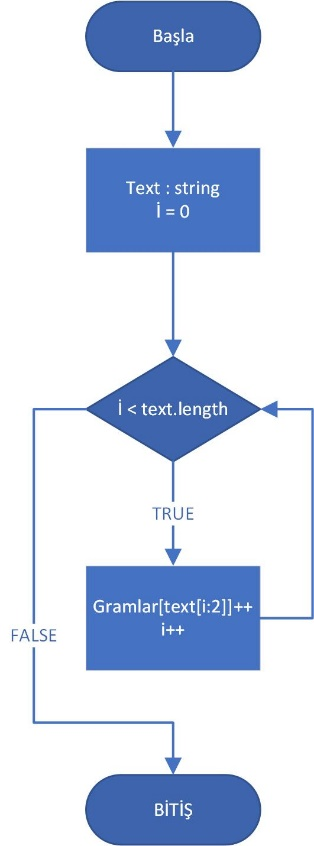 Başla
Text : string
İ = 0
İ < text.length
TRUE
Gramlar[text[i:2]]++
i++
FALSE
BİTİŞ